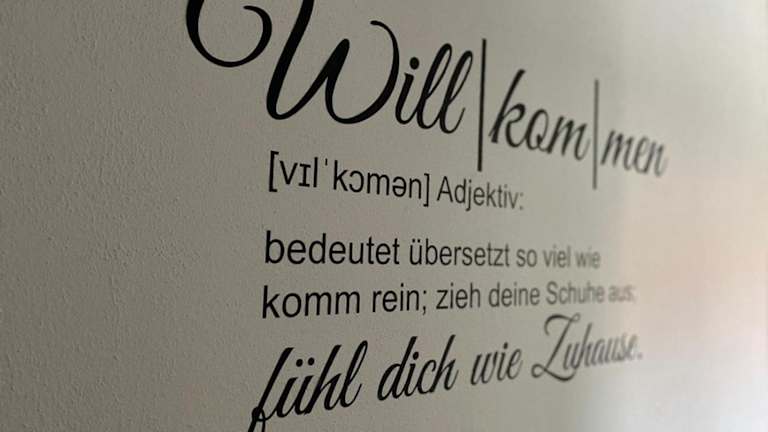 Will|kom|men
[vɪlˈkɔmən] Adjektiv:
bedeutet übersetzt so viel wie
komm rein; zieh deine Schuhe aus;
fühl dich wie Zuhause.